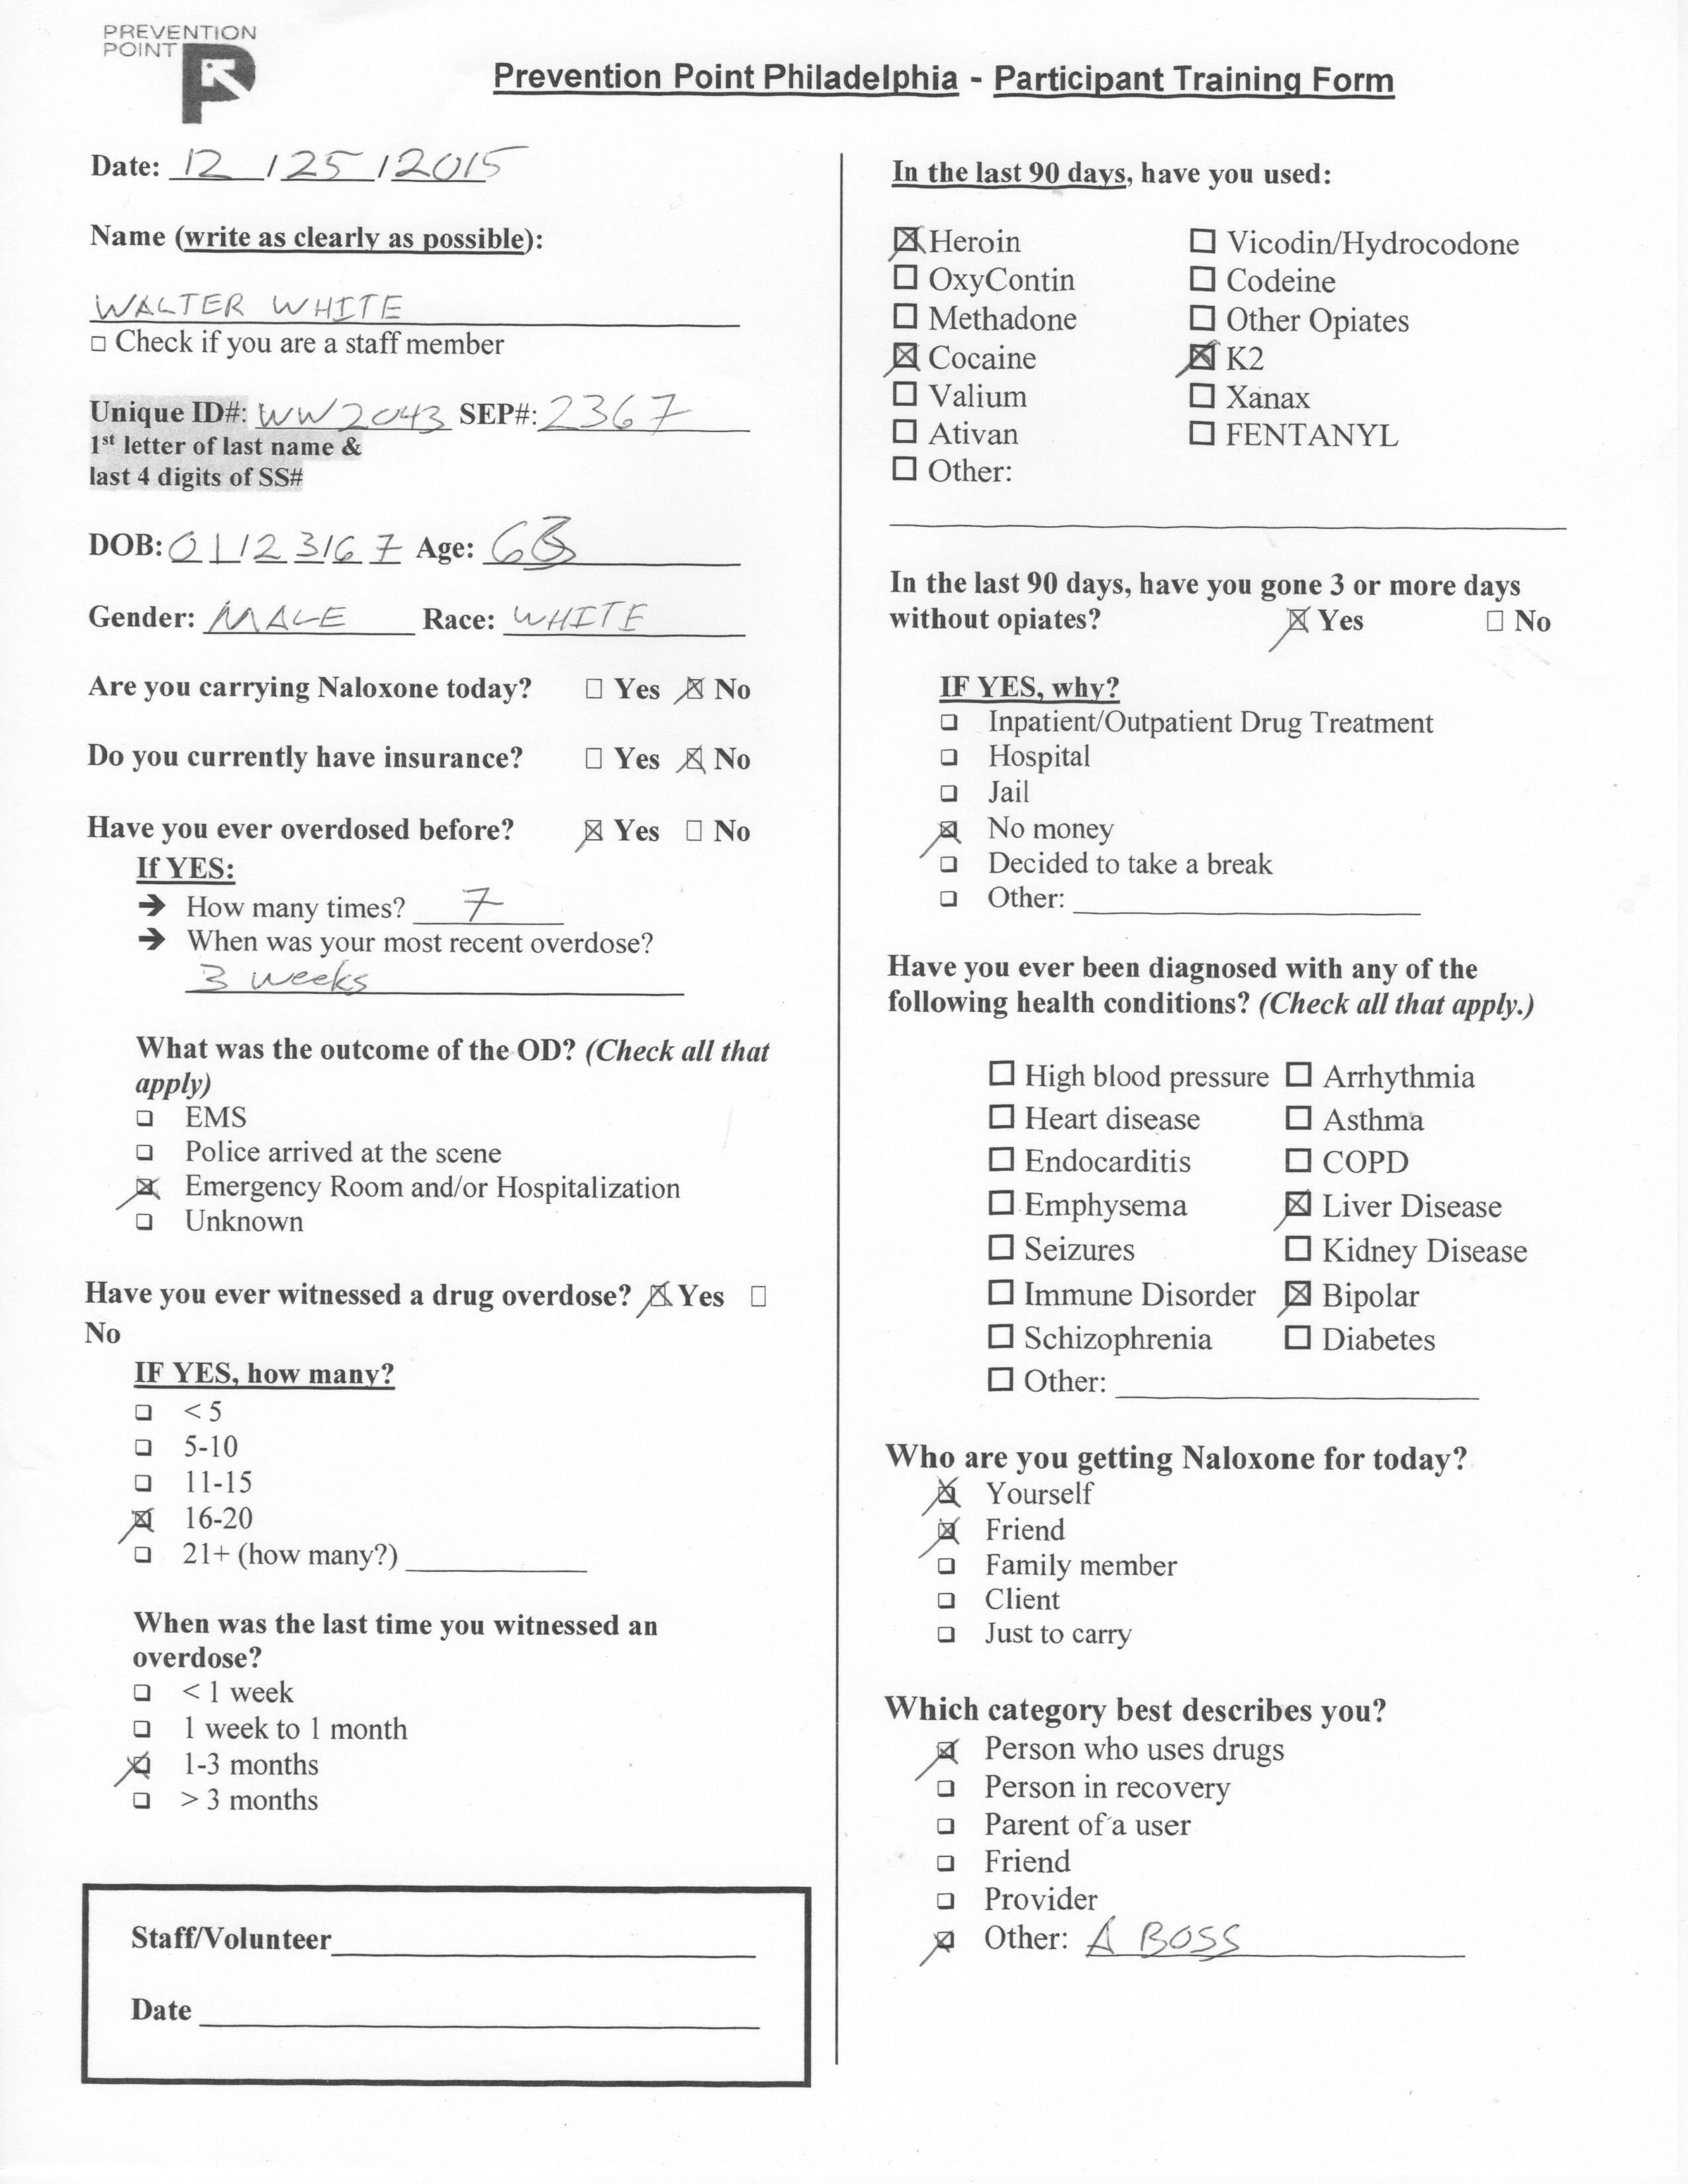 PREVENTION
POINT
Prevention Point Philadelphia - Participant Training Form
Date: 12 / 25 / 2015
Name (write as clearly as possible):
WALTER WHITE
☐ Check if you are a staff member
Unique ID#: WW2043 SEP#: 2367
1st letter of last name &
last 4 digits of SS#
DOB: 01/23/67 Age:
Gender: MALE Race: WHITE
Are you carrying Naloxone today? ☐ Yes ☒ No
Do you currently have insurance? ☐ Yes ☒ No
Have you ever overdosed before? ☒ Yes ☐ No
If YES:
→ How many times? 7
→ When was your most recent overdose?
3 weeks
What was the outcome of the OD? (Check all that
apply)
☐ EMS
☐ Police arrived at the scene
☒ Emergency Room and/or Hospitalization
☐ Unknown
Have you ever witnessed a drug overdose? ☒ Yes ☐
No
IF YES, how many?
☐ < 5
☐ 5-10
☐ 11-15
☒ 16-20
☐ 21+ (how many?)
When was the last time you witnessed an
overdose?
☐ < 1 week
☐ 1 week to 1 month
☒ 1-3 months
☐ > 3 months
Staff/Volunteer
Date
In the last 90 days, have you used:
☒ Heroin ☐ Vicodin/Hydrocodone
☐ OxyContin ☐ Codeine
☐ Methadone ☐ Other Opiates
☒ Cocaine ☒ K2
☐ Valium ☐ Xanax
☐ Ativan ☐ FENTANYL
☐ Other:
In the last 90 days, have you gone 3 or more days
without opiates? ☒ Yes ☐ No
IF YES, why?
☐ Inpatient/Outpatient Drug Treatment
☐ Hospital
☐ Jail
☒ No money
☐ Decided to take a break
☐ Other:
Have you ever been diagnosed with any of the
following health conditions? (Check all that apply.)
☐ High blood pressure ☐ Arrhythmia
☐ Heart disease ☐ Asthma
☐ Endocarditis ☐ COPD
☐ Emphysema ☒ Liver Disease
☐ Seizures ☐ Kidney Disease
☐ Immune Disorder ☒ Bipolar
☐ Schizophrenia ☐ Diabetes
☐ Other:
Who are you getting Naloxone for today?
☒ Yourself
☒ Friend
☐ Family member
☐ Client
☐ Just to carry
Which category best describes you?
☒ Person who uses drugs
☐ Person in recovery
☐ Parent of a user
☐ Friend
☐ Provider
☒ Other: A BOSS